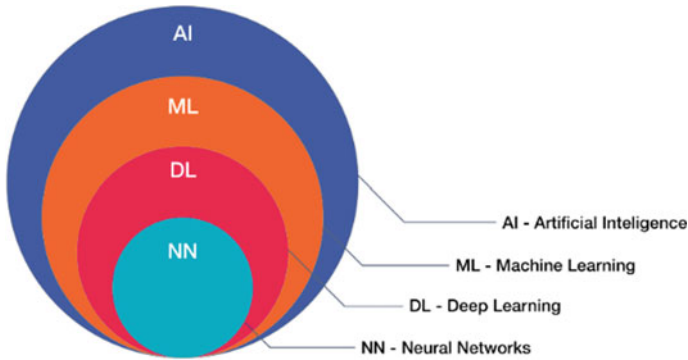 AI
ML
DL
NN
AI - Artificial Inteligence
ML - Machine Learning
DL - Deep Learning
NN - Neural Networks